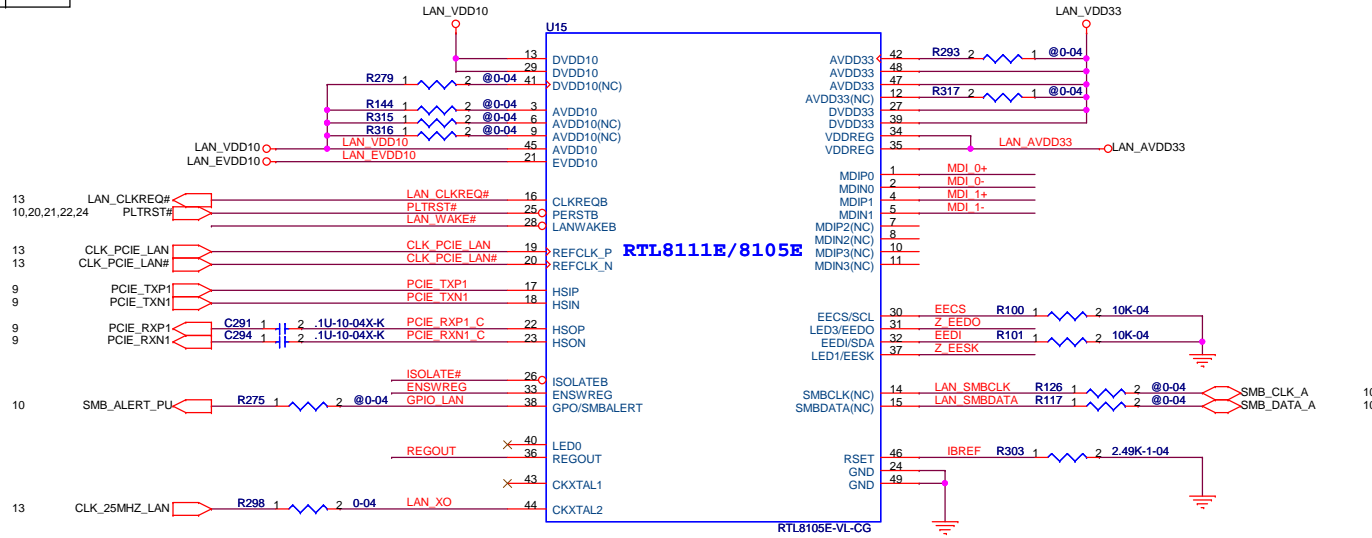 LAN_VDD10 LAN_VDD33
U15
13 DVDD10 AVDD33 42 R293 2 1 @0-04
29 DVDD10 AVDD33 48
R279 1 2 @0-04 41 DVDD10(NC) AVDD33 47
AVDD33(NC) 12 R317 2 1 @0-04
R144 1 2 @0-04 3 AVDD10 DVDD33 27
R315 1 2 @0-04 6 AVDD10(NC) DVDD33 39
R316 1 2 @0-04 9 AVDD10(NC) VDDREG 34
LAN_VDD10 LAN_VDD10 45 AVDD10 VDDREG 35 LAN_AVDD33 LAN_AVDD33
LAN_EVDD10 LAN_EVDD10 21 EVDD10
MDIP0 1 MDI_0+
MDIN0 2 MDI_0-
13 LAN_CLKREQ# LAN_CLKREQ# 16 CLKREQB MDIP1 4 MDI_1+
10,20,21,22,24 PLTRST# PLTRST# 25 PERSTB MDIN1 5 MDI_1-
LAN_WAKE# 28 LANWAKEB MDIP2(NC) 7
MDIN2(NC) 8
13 CLK_PCIE_LAN CLK_PCIE_LAN 19 REFCLK_P RTL8111E/8105E MDIP3(NC) 10
13 CLK_PCIE_LAN# CLK_PCIE_LAN# 20 REFCLK_N MDIN3(NC) 11
9 PCIE_TXP1 PCIE_TXP1 17 HSIP
9 PCIE_TXN1 PCIE_TXN1 18 HSIN
EECS/SCL 30 EECS R100 1 2 10K-04
9 PCIE_RXP1 C291 1 2 .1U-10-04X-K PCIE_RXP1_C 22 HSOP LED3/EEDO 31 Z_EEDO
9 PCIE_RXN1 C294 1 2 .1U-10-04X-K PCIE_RXN1_C 23 HSON EEDI/SDA 32 EEDI R101 1 2 10K-04
LED1/EESK 37 Z_EESK
ISOLATE# 26 ISOLATEB
ENSWREG 33 ENSWREG SMBCLK(NC) 14 LAN_SMBCLK R126 1 2 @0-04 SMB_CLK_A 10
10 SMB_ALERT_PU R275 1 2 @0-04 GPIO_LAN 38 GPO/SMBALERT SMBDATA(NC) 15 LAN_SMBDATA R117 1 2 @0-04 SMB_DATA_A 10
40 LED0
REGOUT 36 REGOUT RSET 46 IBREF R303 1 2 2.49K-1-04
GND 24
43 CKXTAL1 GND 49
13 CLK_25MHZ_LAN R298 1 2 0-04 LAN_XO 44 CKXTAL2
RTL8105E-VL-CG